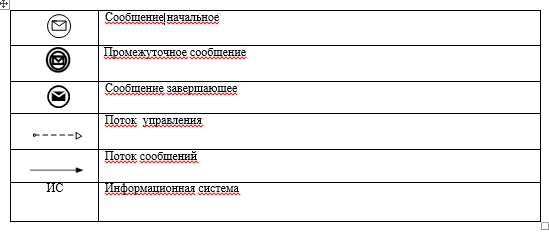 Сообщение начальное
Промежуточное сообщение
Сообщение завершающее
Поток управления
Поток сообщений
ИС Информационная система